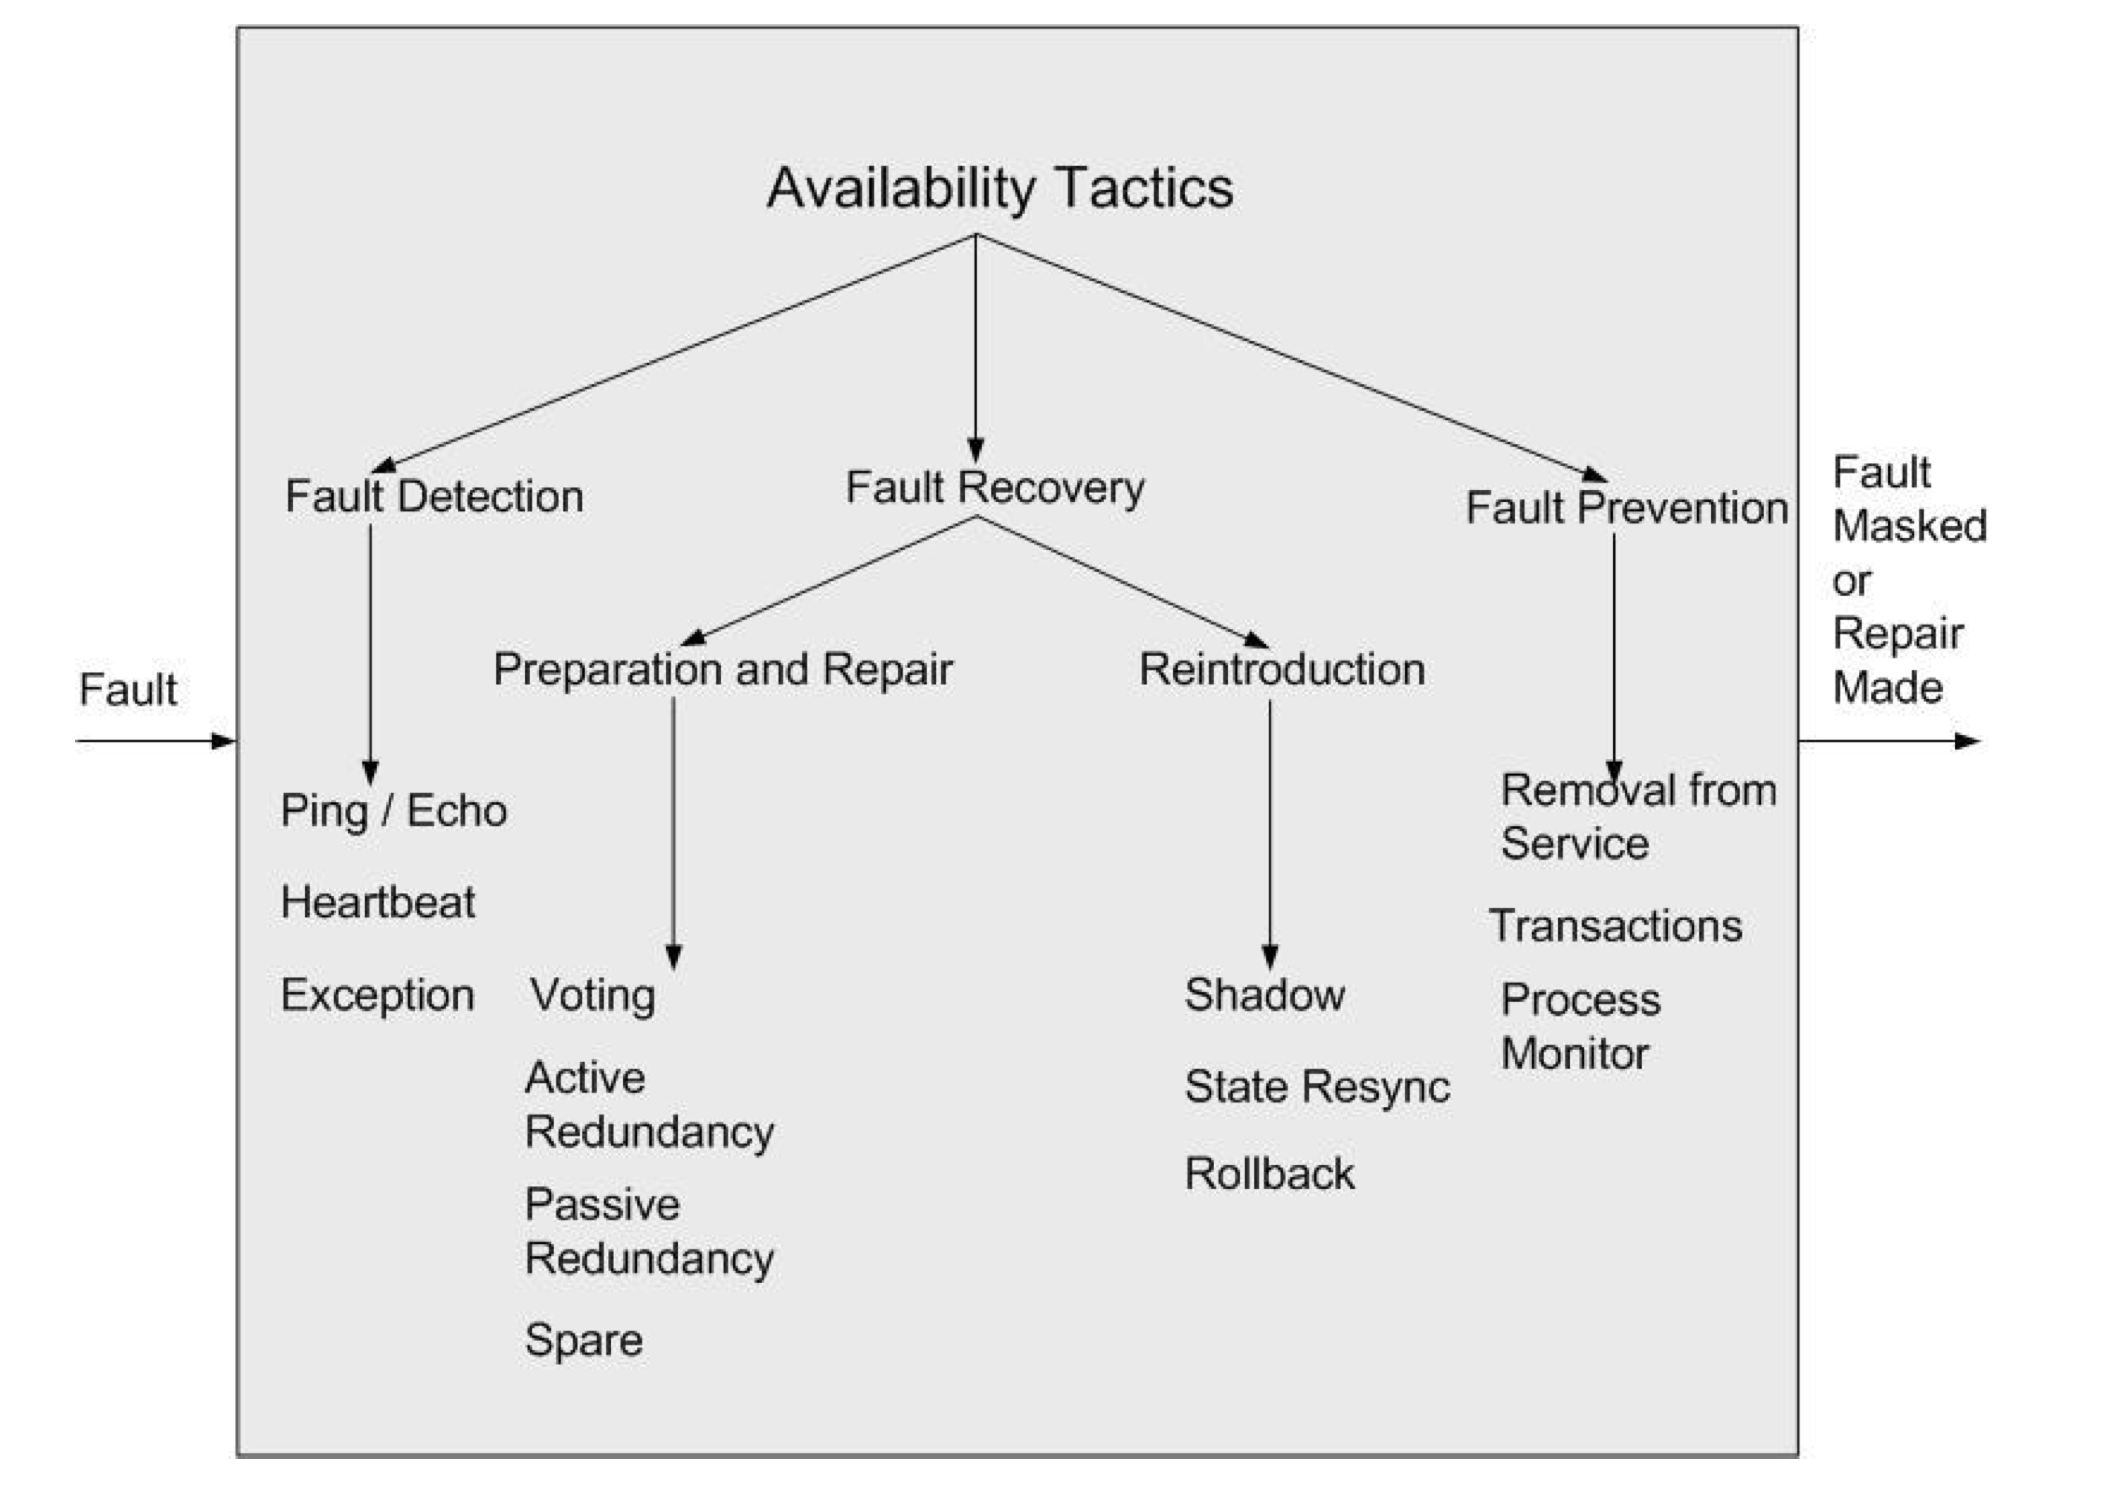 Availability Tactics
Fault Detection
Fault Recovery
Fault Prevention
Fault
Masked
or
Repair
Made
Preparation and Repair
Reintroduction
Fault
Ping / Echo
Heartbeat
Exception
Voting
Active
Redundancy
Passive
Redundancy
Spare
Shadow
State Resync
Rollback
Removal from
Service
Transactions
Process
Monitor